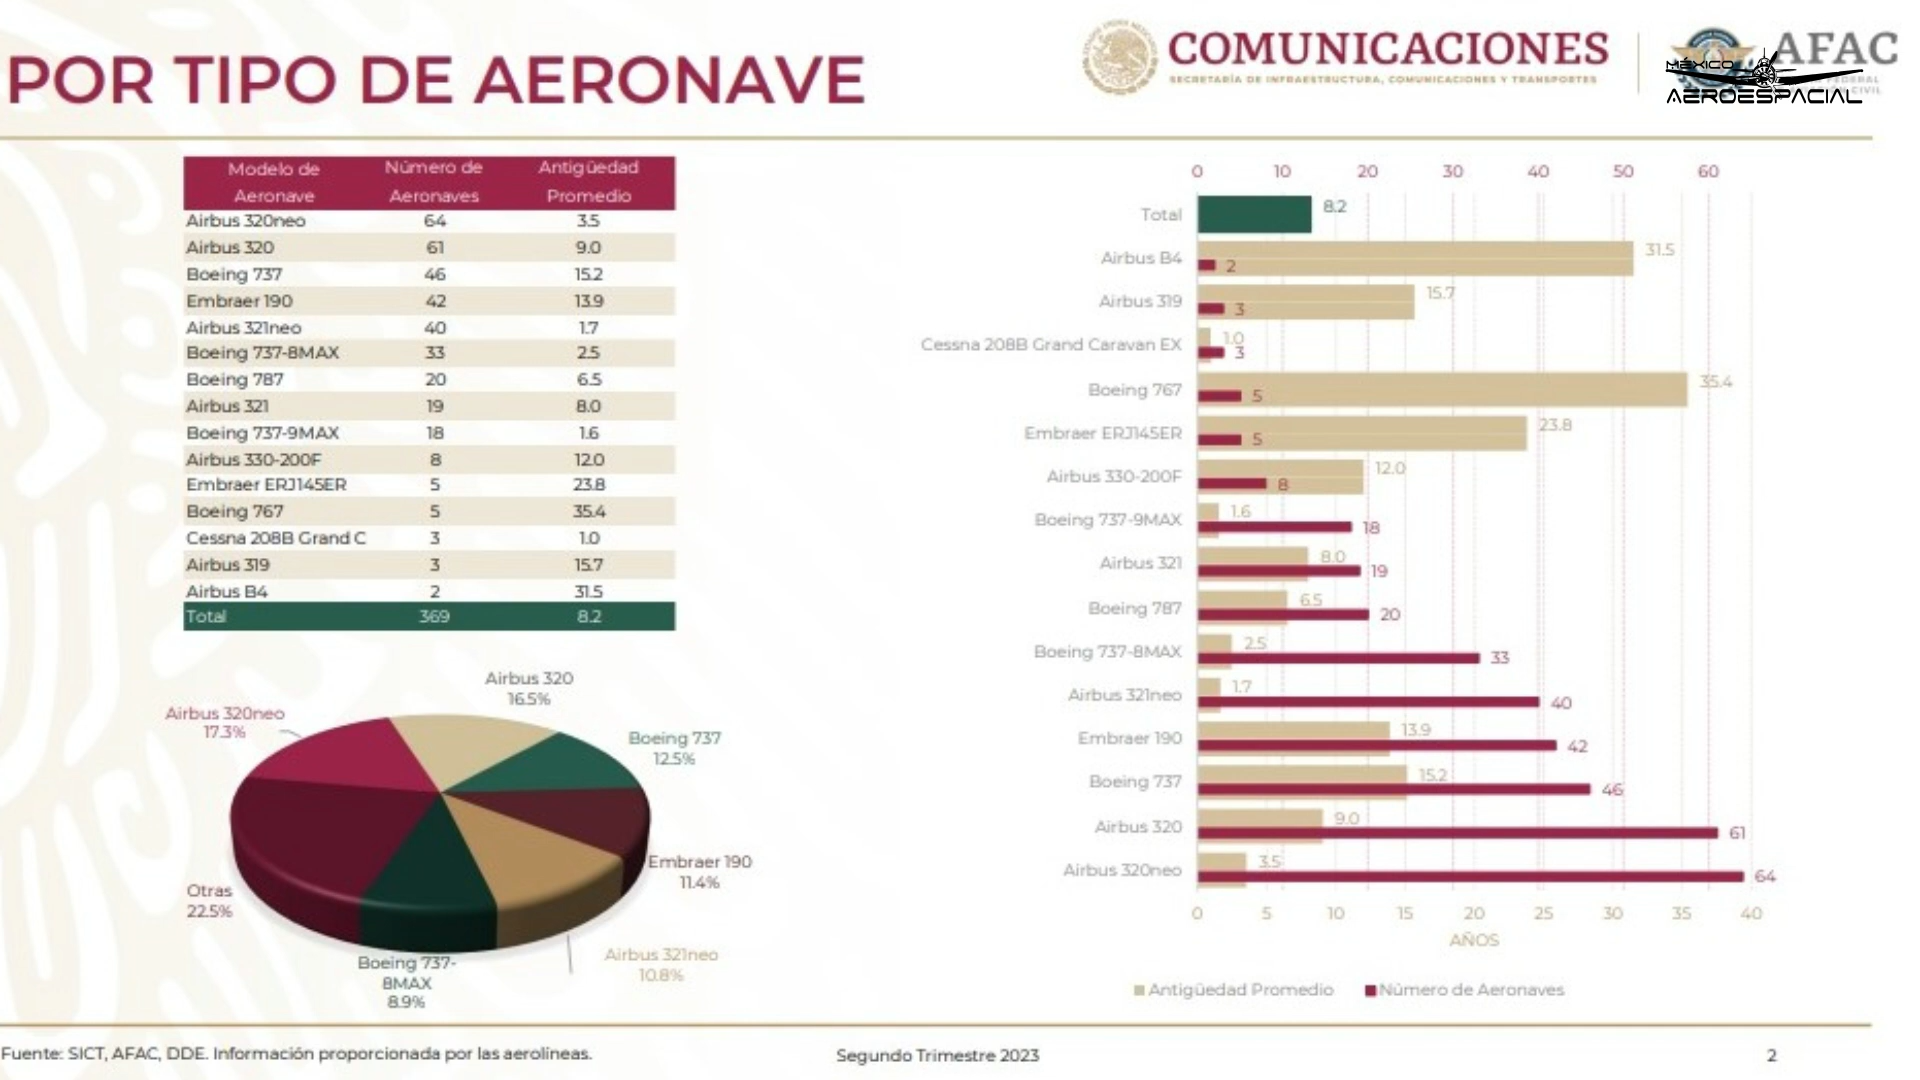 POR TIPO DE AERONAVE
COMUNICACIONES
SECRETARÍA DE INFRAESTRUCTURA, COMUNICACIONES Y TRANSPORTES
AFAC
MÉXICO
AEROESPACIAL
Modelo de Aeronave Número de Aeronaves Antigüedad Promedio
Airbus 320neo 64 3.5
Airbus 320 61 9.0
Boeing 737 46 15.2
Embraer 190 42 13.9
Airbus 321neo 40 1.7
Boeing 737-8MAX 33 2.5
Boeing 787 20 6.5
Airbus 321 19 8.0
Boeing 737-9MAX 18 1.6
Airbus 330-200F 8 12.0
Embraer ERJ145ER 5 23.8
Boeing 767 5 35.4
Cessna 208B Grand C 3 1.0
Airbus 319 3 15.7
Airbus B4 2 31.5
Total 369 8.2
Airbus 320
16.5%
Airbus 320neo
17.3%
Boeing 737
12.5%
Embraer 190
11.4%
Otras
22.5%
Airbus 321neo
10.8%
Boeing 737-
8MAX
8.9%
0 10 20 30 40 50 60
Total 8.2
Airbus B4 31.5 2
Airbus 319 15.7 3
Cessna 208B Grand Caravan EX 1.0 3
Boeing 767 35.4 5
Embraer ERJ145ER 23.8 5
Airbus 330-200F 12.0 8
Boeing 737-9MAX 1.6 18
Airbus 321 8.0 19
Boeing 787 6.5 20
Boeing 737-8MAX 2.5 33
Airbus 321neo 1.7 40
Embraer 190 13.9 42
Boeing 737 15.2 46
Airbus 320 9.0 61
Airbus 320neo 3.5 64
0 5 10 15 20 25 30 35 40
AÑOS
Antigüedad Promedio Número de Aeronaves
Fuente: SICT, AFAC, DDE. Información proporcionada por las aerolíneas.
Segundo Trimestre 2023
2